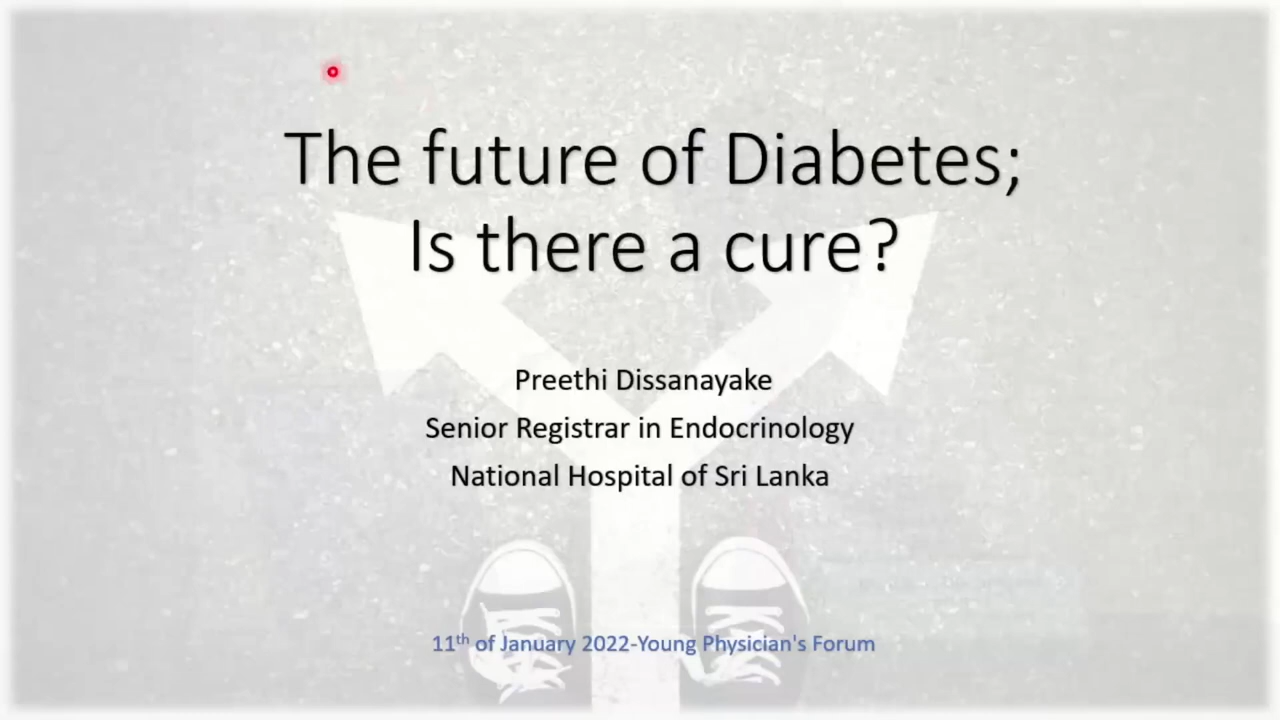 The future of Diabetes;
Is there a cure?
Preethi Dissanayake
Senior Registrar in Endocrinology
National Hospital of Sri Lanka
11th of January 2022-Young Physician's Forum